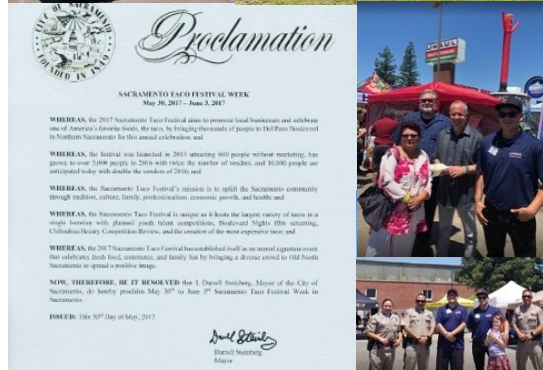 CITY OF SACRAMENTO
FOUNDED IN 1849
Proclamation
SACRAMENTO TACO FESTIVAL WEEK
May 30, 2017 – June 3, 2017
WHEREAS, the 2017 Sacramento Taco Festival aims to promote local businesses and celebrate
one of America's favorite foods, the taco, by bringing thousands of people to Del Paso Boulevard
in Northern Sacramento for this annual celebration; and
WHEREAS, the festival was launched in 2013 attracting 600 people without marketing, has
grown to over 5,000 people in 2016 with twice the number of vendors, and 10,000 people are
anticipated today with double the vendors of 2016; and
WHEREAS, the Sacramento Taco Festival's mission is to uplift the Sacramento community
through tradition, culture, family, professionalism, economic growth, and health; and
WHEREAS, the Sacramento Taco Festival is unique as it hosts the largest variety of tacos in a
single location with planned youth talent competitions, Boulevard Nights film screening,
Chihuahua Beauty Competition Review, and the creation of the most expensive taco; and
WHEREAS, the 2017 Sacramento Taco Festival has established itself as an annual signature event
that celebrates fresh food, commerce, and family fun by bringing a diverse crowd to Old North
Sacramento to spread a positive image.
NOW, THEREFORE, BE IT RESOLVED that I, Darrell Steinberg, Mayor of the City of
Sacramento, do hereby proclaim May 30th to June 3rd Sacramento Taco Festival Week in
Sacramento.
ISSUED: This 30th Day of May, 2017
Darrell Steinberg
Darrell Steinberg
Mayor
UHAUL